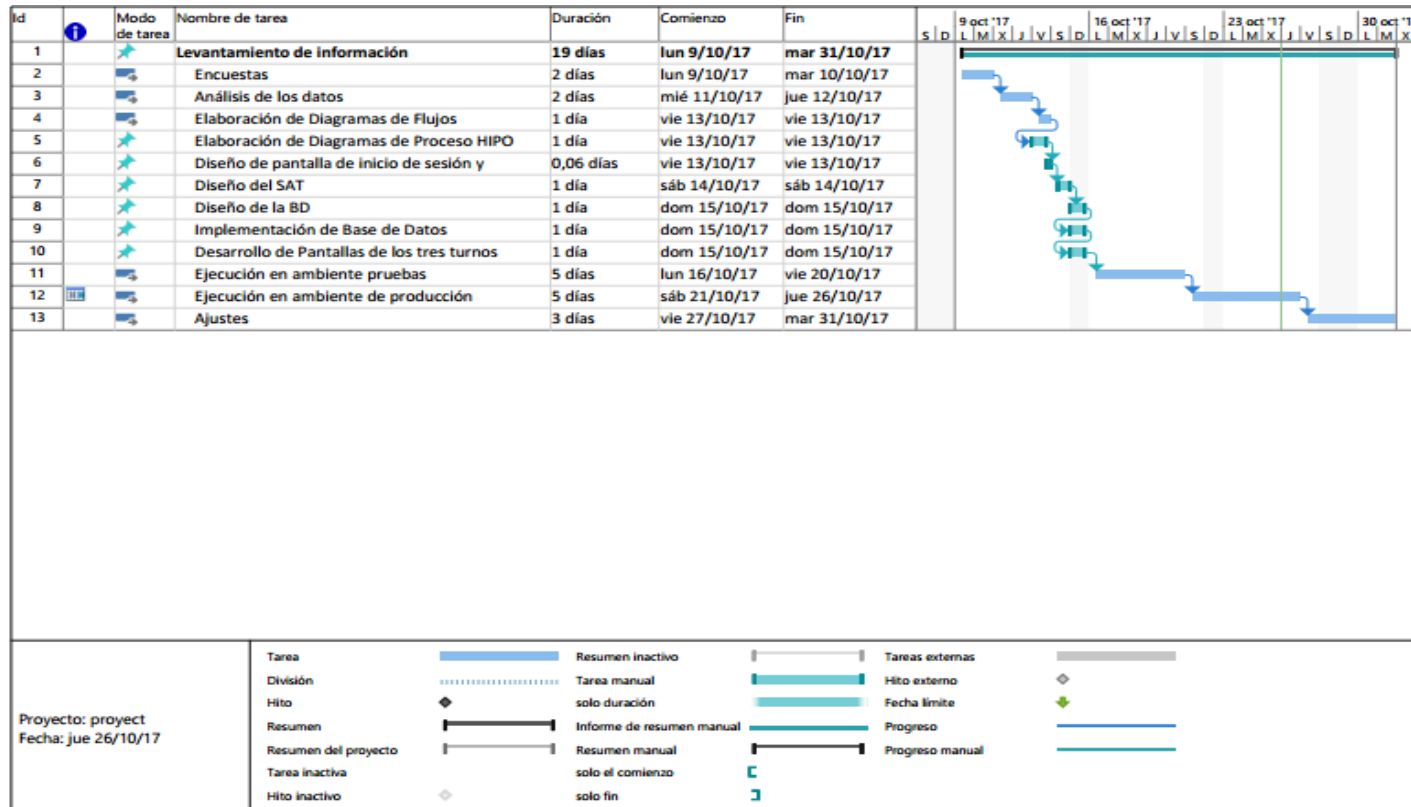 Id Modo de tarea Nombre de tarea Duración Comienzo Fin
9 oct '17 16 oct '17 23 oct '17 30 oct '1
S D L M X J V S D L M X J V S D L M X J V S D L M X
1 Levantamiento de información 19 días lun 9/10/17 mar 31/10/17
2 Encuestas 2 días lun 9/10/17 mar 10/10/17
3 Análisis de los datos 2 días mié 11/10/17 jue 12/10/17
4 Elaboración de Diagramas de Flujos 1 día vie 13/10/17 vie 13/10/17
5 Elaboración de Diagramas de Proceso HIPO 1 día vie 13/10/17 vie 13/10/17
6 Diseño de pantalla de inicio de sesión y 0,06 días vie 13/10/17 vie 13/10/17
7 Diseño del SAT 1 día sáb 14/10/17 sáb 14/10/17
8 Diseño de la BD 1 día dom 15/10/17 dom 15/10/17
9 Implementación de Base de Datos 1 día dom 15/10/17 dom 15/10/17
10 Desarrollo de Pantallas de los tres turnos 1 día dom 15/10/17 dom 15/10/17
11 Ejecución en ambiente pruebas 5 días lun 16/10/17 vie 20/10/17
12 Ejecución en ambiente de producción 5 días sáb 21/10/17 jue 26/10/17
13 Ajustes 3 días vie 27/10/17 mar 31/10/17
Proyecto: proyect
Fecha: jue 26/10/17
Tarea
División
Hito
Resumen
Resumen del proyecto
Tarea inactiva
Hito inactivo
Resumen inactivo
Tarea manual
solo duración
Informe de resumen manual
Resumen manual
solo el comienzo
solo fin
Tareas externas
Hito externo
Fecha límite
Progreso
Progreso manual